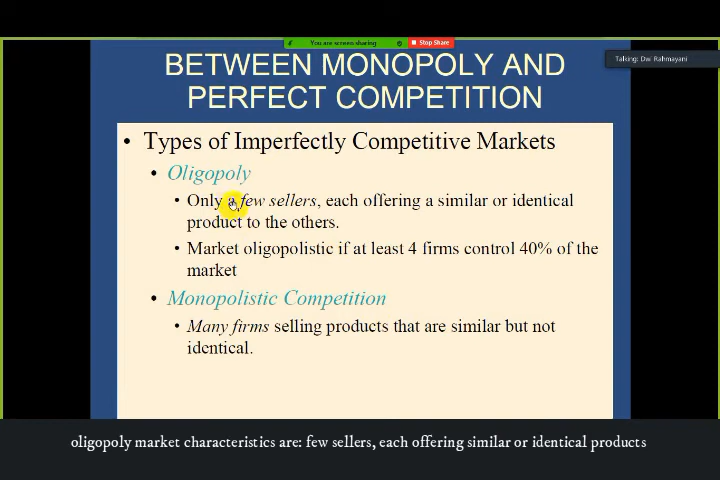 You are screen sharing
Stop Share
BETWEEN MONOPOLY AND
PERFECT COMPETITION
Talking: Dwi Rahmayani
• Types of Imperfectly Competitive Markets
• Oligopoly
• Only a few sellers, each offering a similar or identical
product to the others.
• Market oligopolistic if at least 4 firms control 40% of the
market
• Monopolistic Competition
• Many firms selling products that are similar but not
identical.
oligopoly market characteristics are: few sellers, each offering similar or identical products